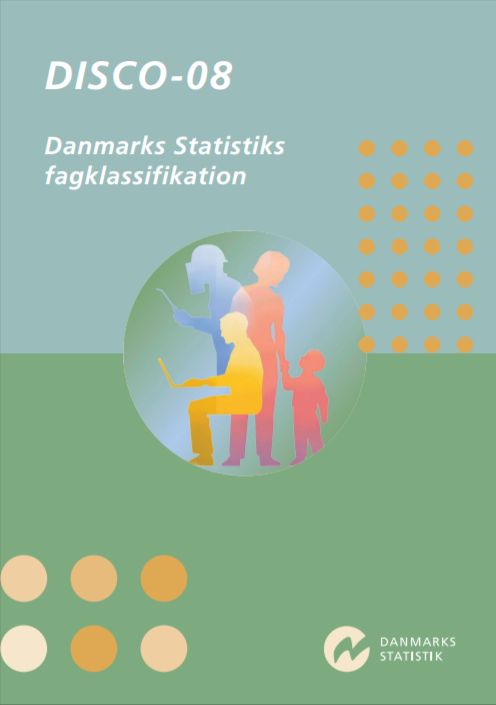 DISCO-08
Danmarks Statistiks
fagklassifikation
DANMARKS
STATISTIK